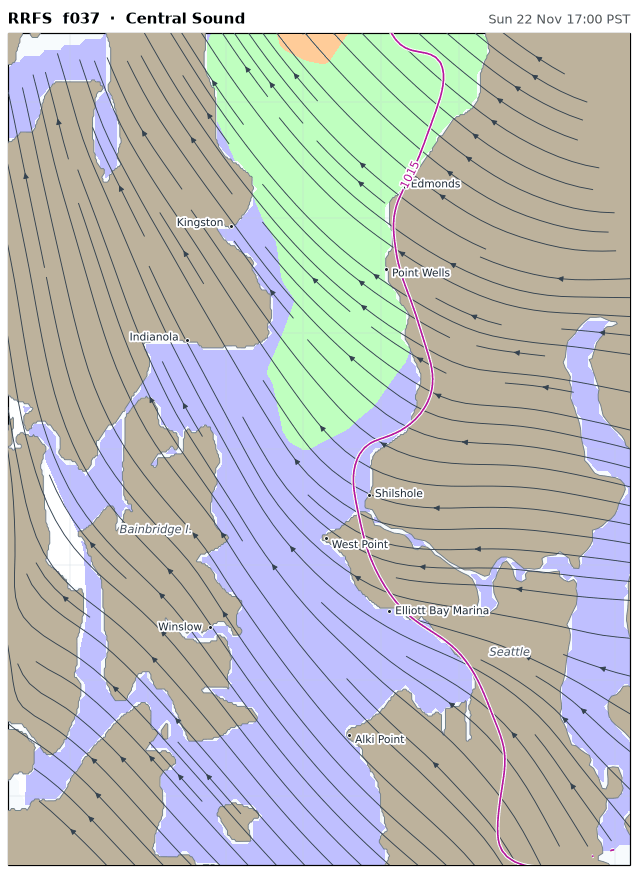 RRFS f037 · Central Sound
Sun 22 Nov 17:00 PST
1015
Edmonds
Kingston
Point Wells
Indianola
Shilshole
Bainbridge I.
West Point
Elliott Bay Marina
Winslow
Seattle
Alki Point